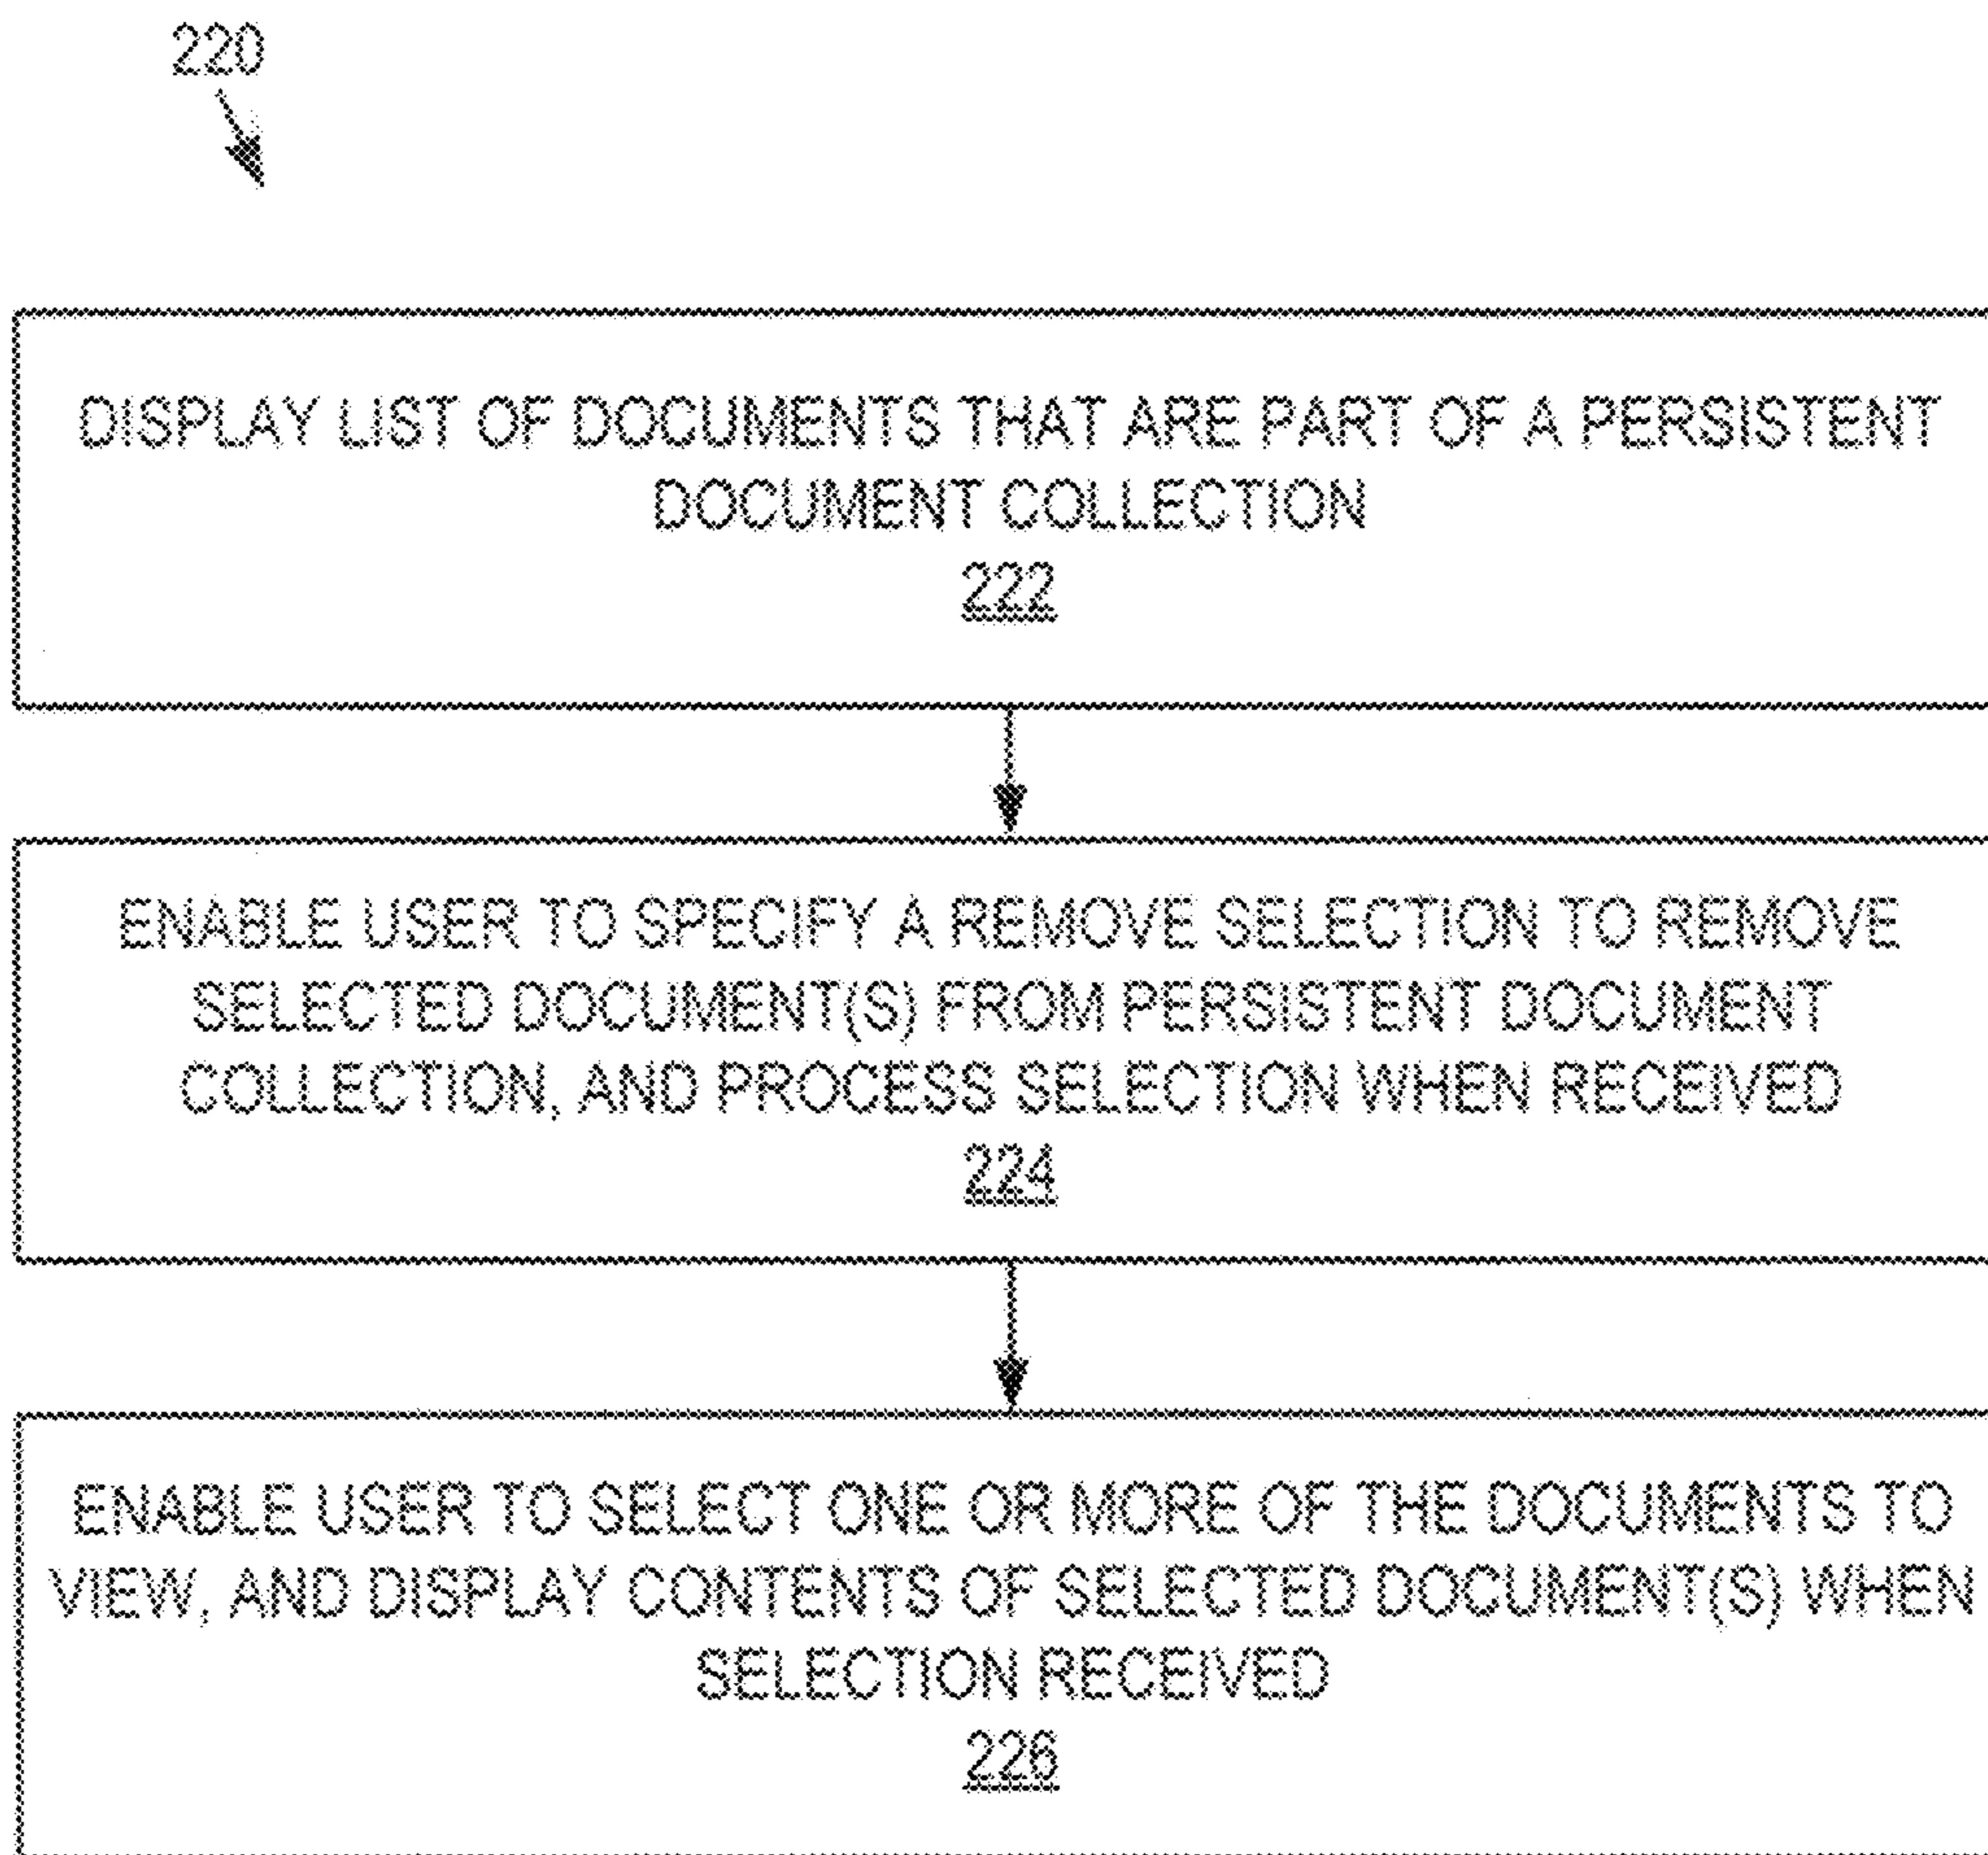 220
DISPLAY LIST OF DOCUMENTS THAT ARE PART OF A PERSISTENT
DOCUMENT COLLECTION
222
ENABLE USER TO SPECIFY A REMOVE SELECTION TO REMOVE
SELECTED DOCUMENT(S) FROM PERSISTENT DOCUMENT
COLLECTION, AND PROCESS SELECTION WHEN RECEIVED
224
ENABLE USER TO SELECT ONE OR MORE OF THE DOCUMENTS TO
VIEW, AND DISPLAY CONTENTS OF SELECTED DOCUMENT(S) WHEN
SELECTION RECEIVED
226